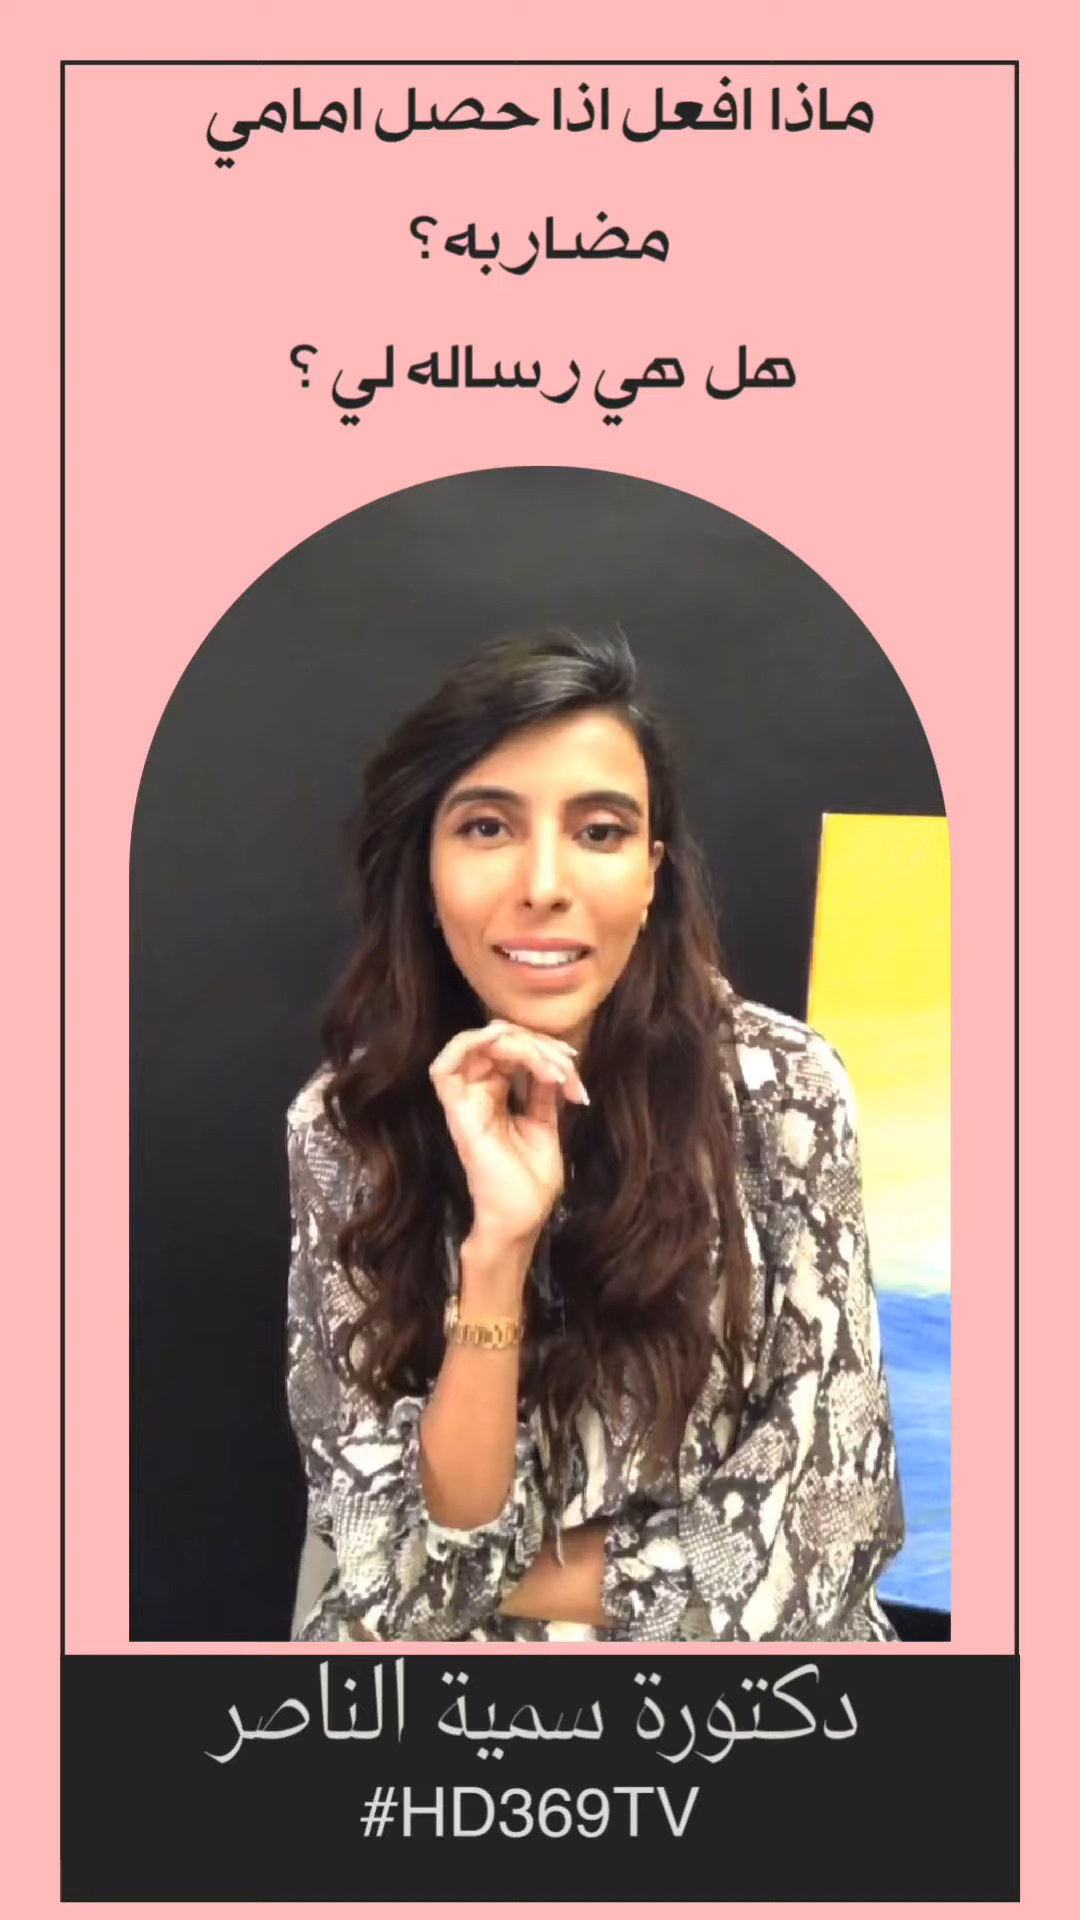 ماذا افعل اذا حصل امامي
مضاربه؟
هل هي رساله لي ؟
دكتورة سمية الناصر
#HD369TV